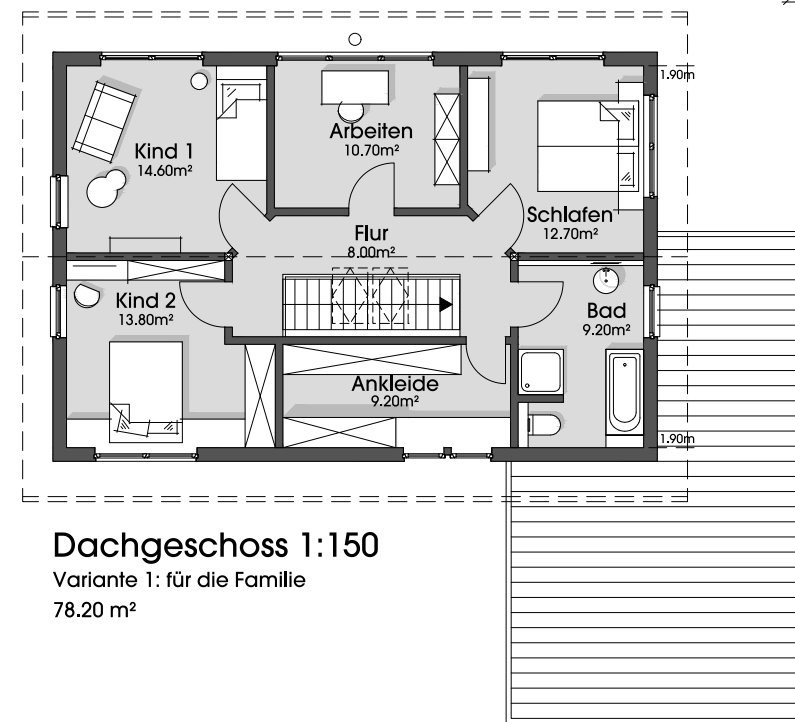 1.90m
Kind 1
14.60m²
Arbeiten
10.70m²
Schlafen
12.70m²
Flur
8.00m²
Kind 2
13.80m²
Bad
9.20m²
Ankleide
9.20m²
1.90m
Dachgeschoss 1:150
Variante 1: für die Familie
78.20 m²